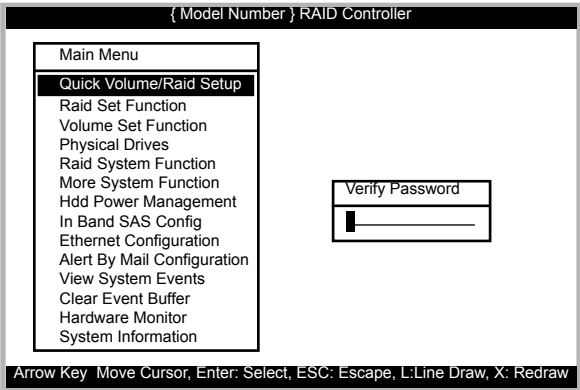 { Model Number } RAID Controller
Main Menu
Quick Volume/Raid Setup
Raid Set Function
Volume Set Function
Physical Drives
Raid System Function
More System Function
Hdd Power Management
In Band SAS Config
Ethernet Configuration
Alert By Mail Configuration
View System Events
Clear Event Buffer
Hardware Monitor
System Information
Verify Password
Arrow Key Move Cursor, Enter: Select, ESC: Escape, L:Line Draw, X: Redraw